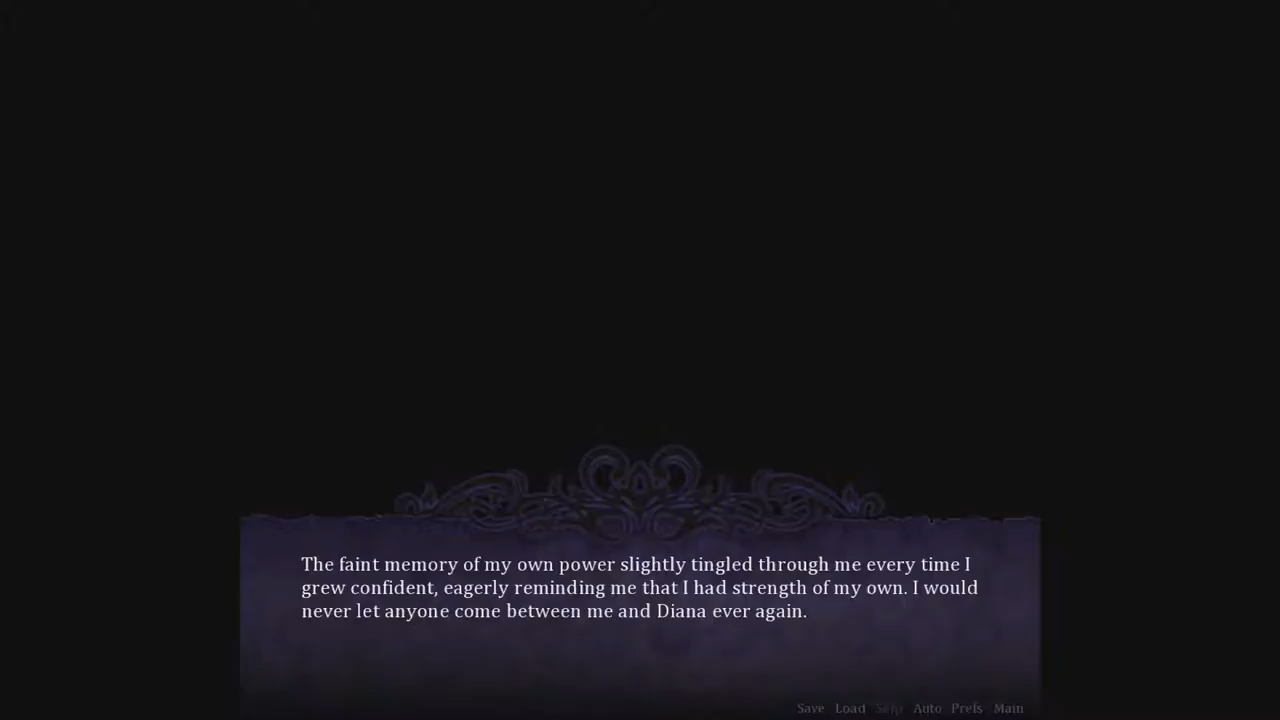 The faint memory of my own power slightly tingled through me every time I
grew confident, eagerly reminding me that I had strength of my own. I would
never let anyone come between me and Diana ever again.
Save Load Skip Auto Prefs Main